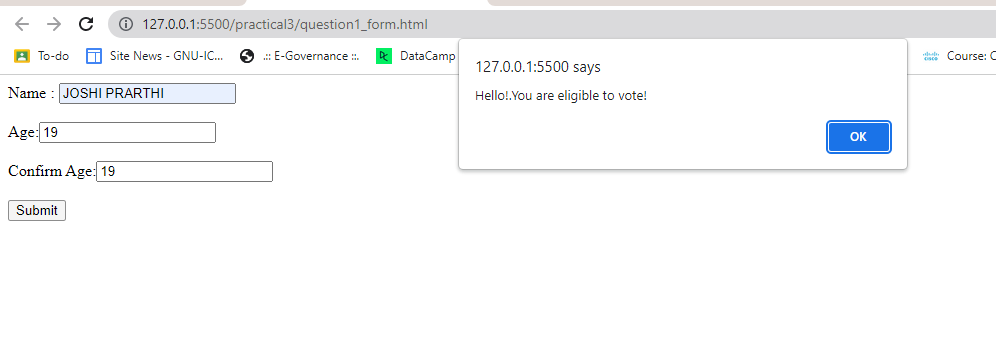 127.0.0.1:5500/practical3/question1_form.html
To-do Site News - GNU-IC... .:: E-Governance ::. DC DataCamp Course: C
127.0.0.1:5500 says
Hello!.You are eligible to vote!
OK
Name : JOSHI PRARTHI
Age: 19
Confirm Age: 19
Submit